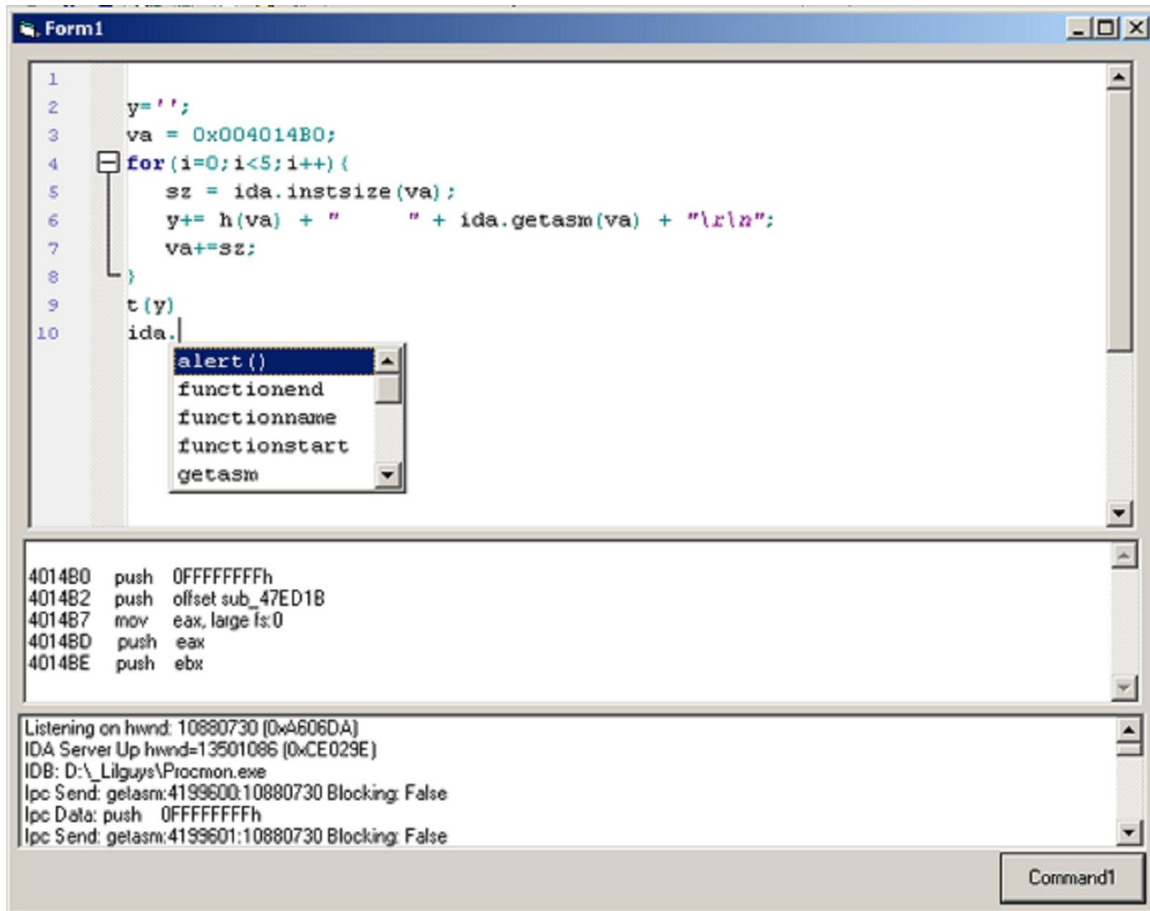 Form1
1
2 y='';
3 va = 0x004014B0;
4 for(i=0;i<5;i++){
5 sz = ida.instsize(va);
6 y+= h(va) + "     " + ida.getasm(va) + "\r\n";
7 va+=sz;
8 }
9 t(y)
10 ida.
alert()
functionend
functionname
functionstart
getasm
4014B0 push 0FFFFFFFFh
4014B2 push offset sub_47ED1B
4014B7 mov eax, large fs:0
4014BD push eax
4014BE push ebx
Listening on hwnd: 10880730 (0xA606DA)
IDA Server Up hwnd=13501086 (0xCE029E)
IDB: D:\_Lilguys\Procmon.exe
Ipc Send: getasm:4199600:10880730 Blocking: False
Ipc Data: push 0FFFFFFFFh
Ipc Send: getasm:4199601:10880730 Blocking: False
Command1